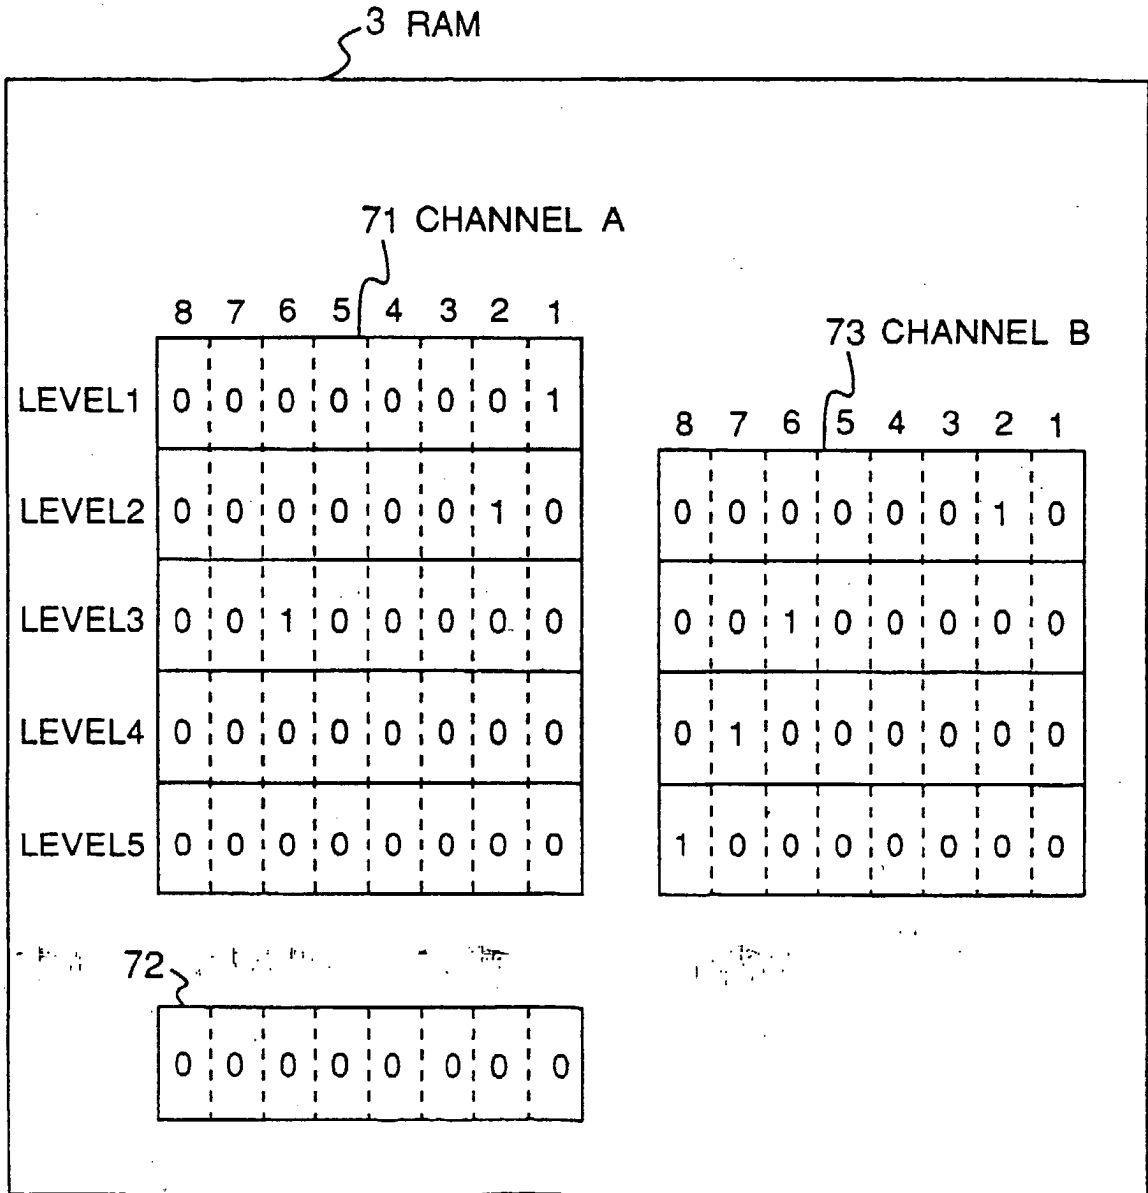 3 RAM
71 CHANNEL A
8 7 6 5 4 3 2 1
73 CHANNEL B
LEVEL1 0 0 0 0 0 0 0 1
8 7 6 5 4 3 2 1
LEVEL2 0 0 0 0 0 0 1 0 0 0 0 0 0 0 1 0
LEVEL3 0 0 1 0 0 0 0 0 0 0 1 0 0 0 0 0
LEVEL4 0 0 0 0 0 0 0 0 0 1 0 0 0 0 0 0
LEVEL5 0 0 0 0 0 0 0 0 1 0 0 0 0 0 0 0
72
0 0 0 0 0 0 0 0